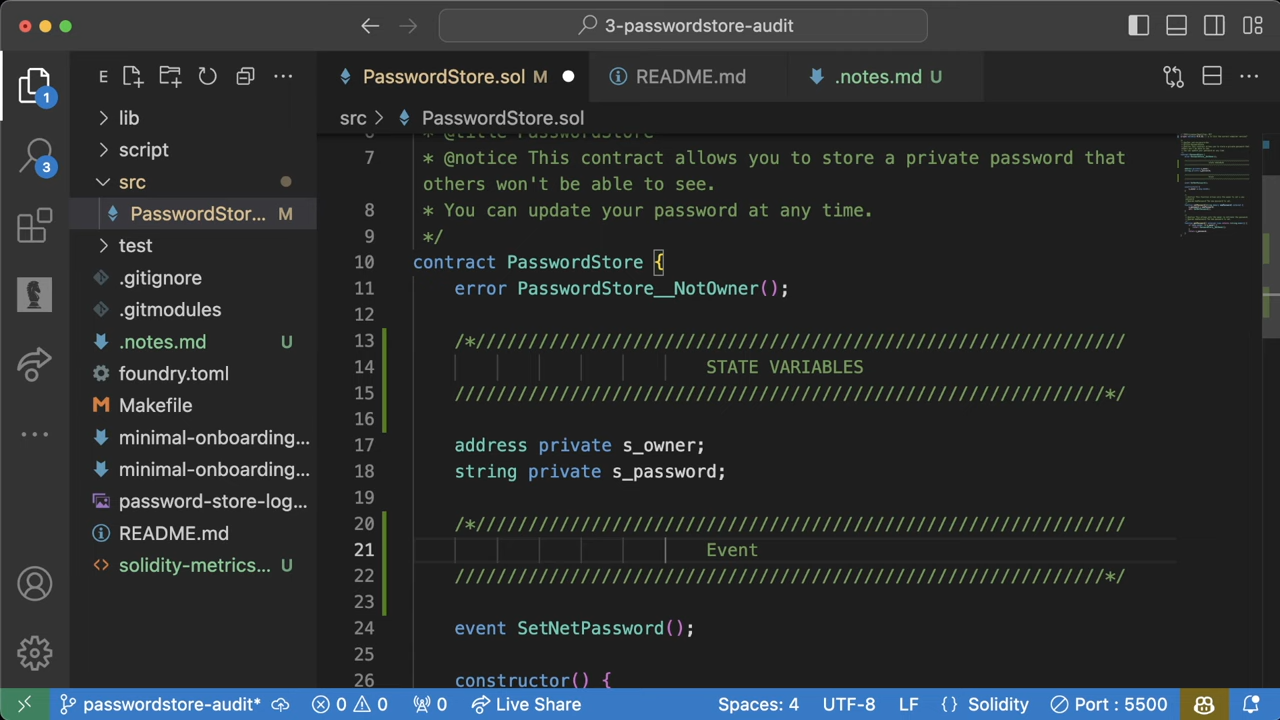 3-passwordstore-audit
E
PasswordStore.sol M
README.md
.notes.md U
src > PasswordStore.sol
1
3
lib
script
src
PasswordStor... M
test
.gitignore
.gitmodules
.notes.md U
foundry.toml
Makefile
minimal-onboarding...
minimal-onboarding...
password-store-log...
README.md
solidity-metrics... U
6 * @title PasswordStore
7 * @notice This contract allows you to store a private password that
others won't be able to see.
8 * You can update your password at any time.
9 */
10 contract PasswordStore {
11 error PasswordStore__NotOwner();
12
13 /*//////////////////////////////////////////////////////////////
14 STATE VARIABLES
15 //////////////////////////////////////////////////////////////*/
16
17 address private s_owner;
18 string private s_password;
19
20 /*//////////////////////////////////////////////////////////////
21 Event
22 //////////////////////////////////////////////////////////////*/
23
24 event SetNetPassword();
25
26 constructor() {
passwordstore-audit* 0 0 0 Live Share Spaces: 4 UTF-8 LF {} Solidity Port : 5500